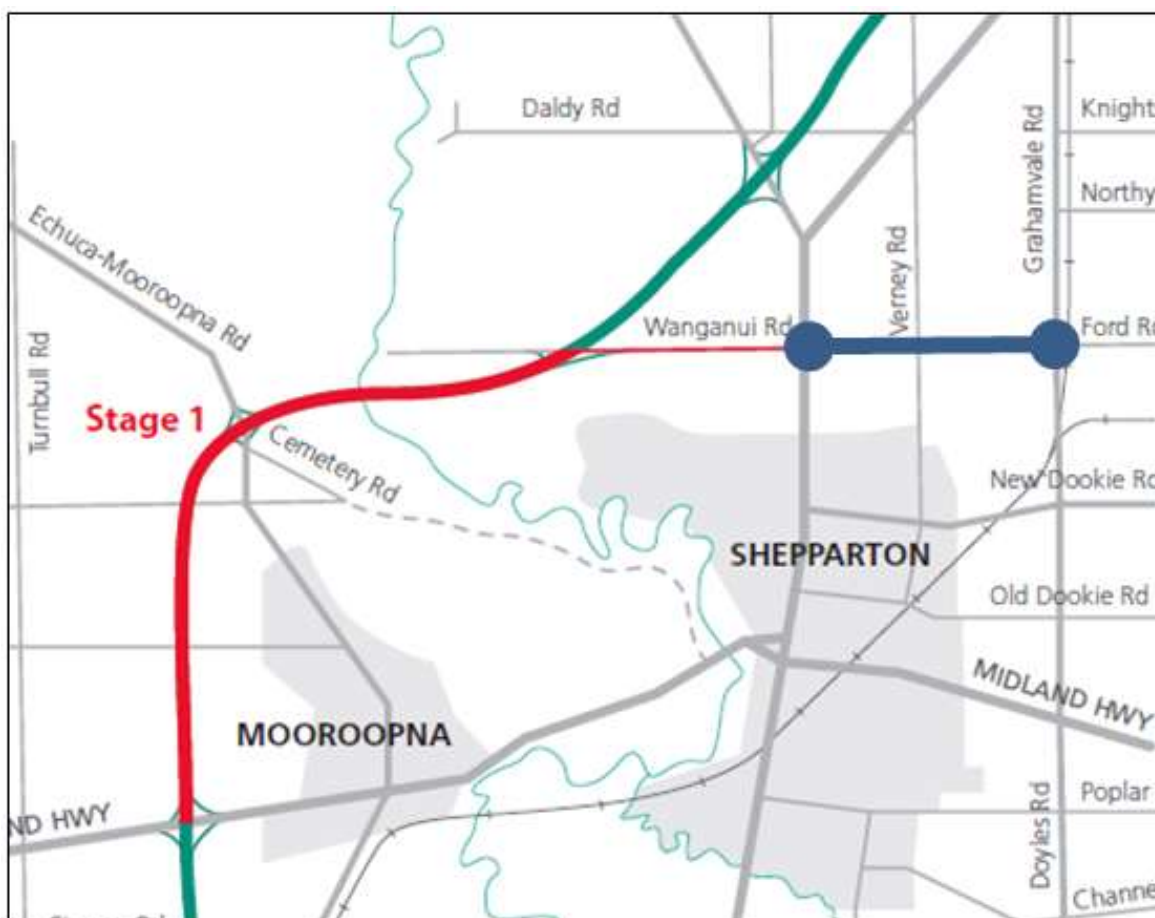 Daldy Rd
Knight
Grahamvale Rd
Northy
Echuca-Mooroopna Rd
Verney Rd
Wanganui Rd
Ford Rd
Turnbull Rd
Stage 1
Cemetery Rd
New Dookie Rd
SHEPPARTON
Old Dookie Rd
MIDLAND HWY
MOOROOPNA
Poplar
ND HWY
Doyles Rd
Channe